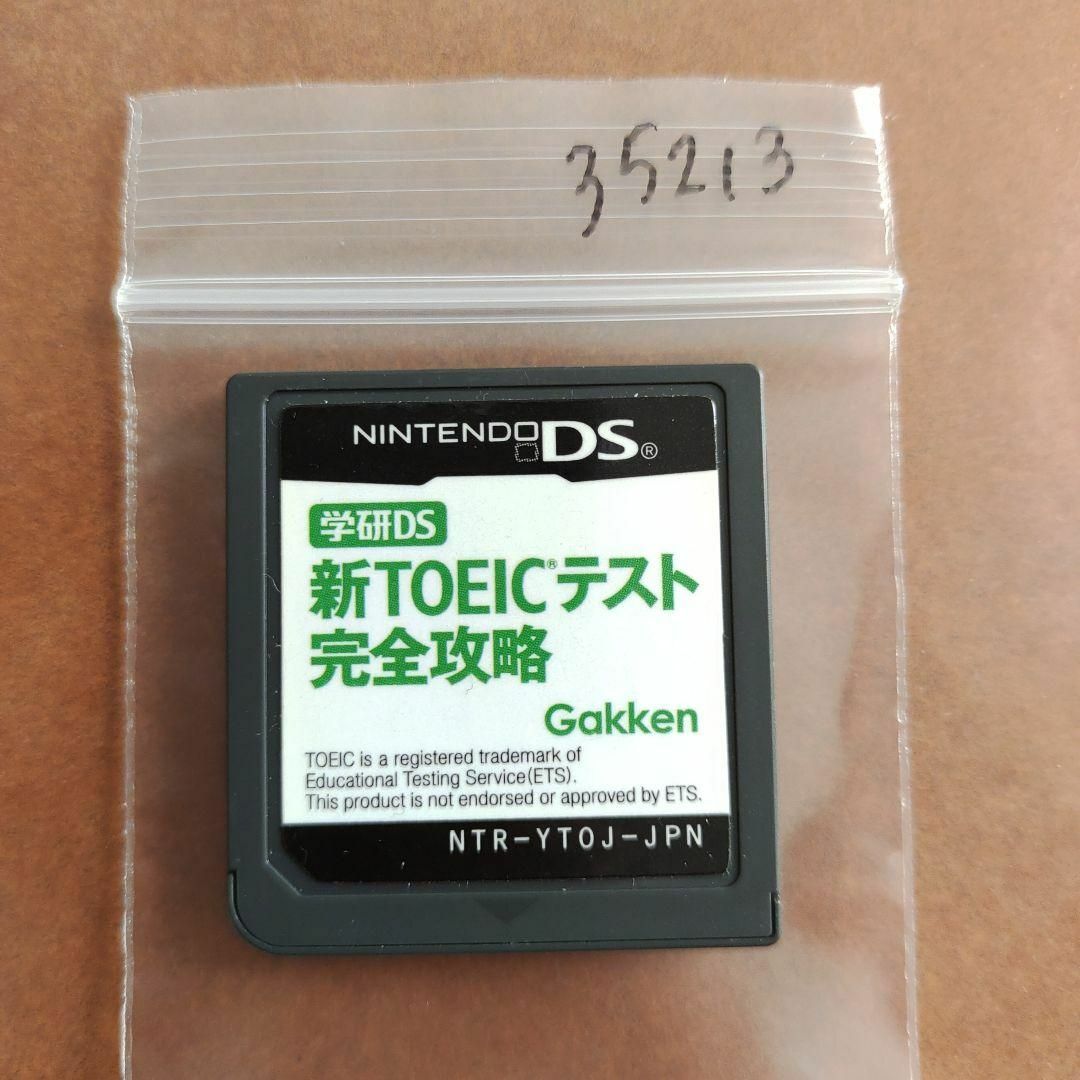 35213
NINTENDO DS®
学研DS
新TOEIC®テスト
完全攻略
Gakken
TOEIC is a registered trademark of
Educational Testing Service(ETS).
This product is not endorsed or approved by ETS.
NTR-YTOJ-JPN